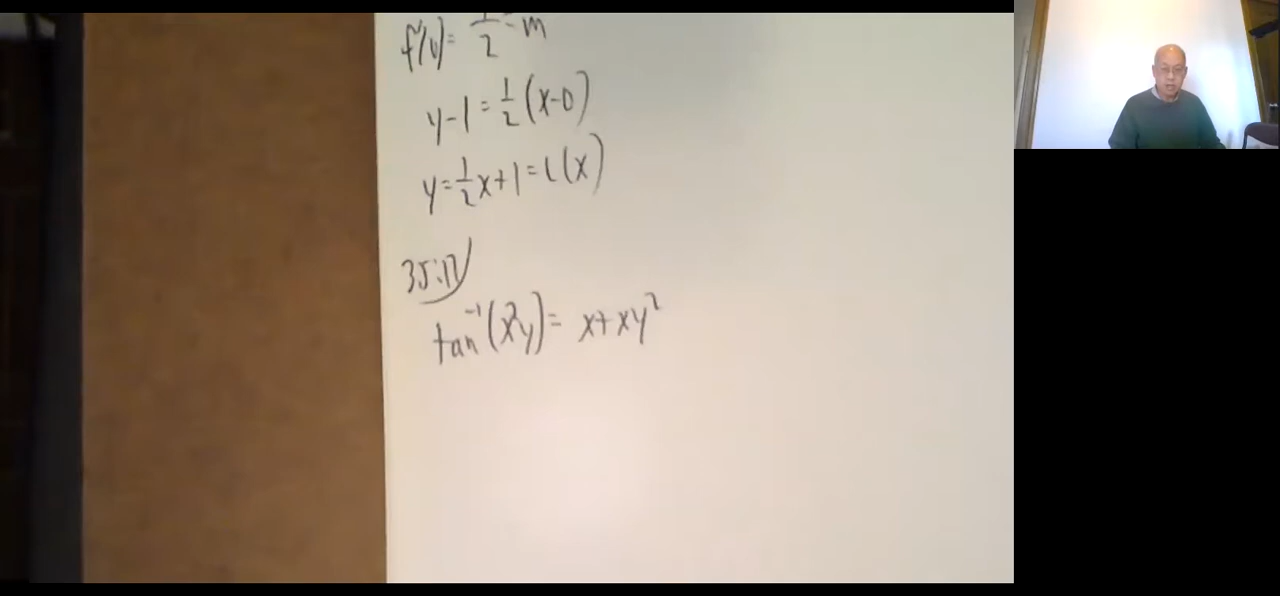 f'(0)= 1/2 = m
y-1 = 1/2 (x-0)
y = 1/2 x+1 = L(x)
3.5:17)
tan⁻¹(x²y) = x+xy²